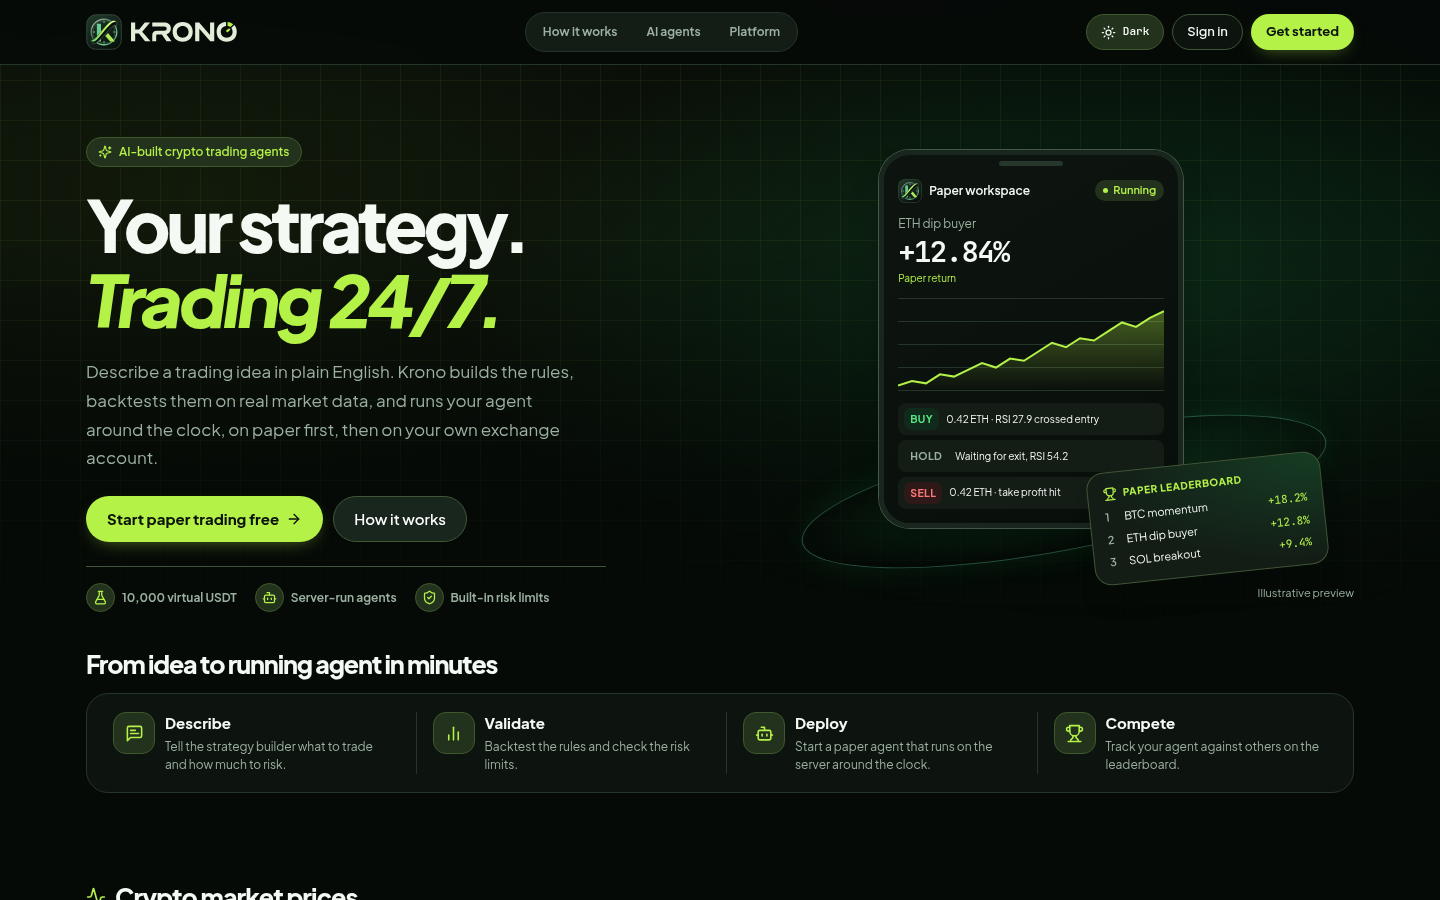 KRONO
How it works
AI agents
Platform
Dark
Sign in
Get started
AI-built crypto trading agents
Your strategy.
Trading 24/7.
Describe a trading idea in plain English. Krono builds the rules,
backtests them on real market data, and runs your agent
around the clock, on paper first, then on your own exchange
account.
Start paper trading free
How it works
10,000 virtual USDT
Server-run agents
Built-in risk limits
Paper workspace
Running
ETH dip buyer
+12.84%
Paper return
BUY 0.42 ETH · RSI 27.9 crossed entry
HOLD Waiting for exit, RSI 54.2
SELL 0.42 ETH · take profit hit
PAPER LEADERBOARD
1 BTC momentum +18.2%
2 ETH dip buyer +12.8%
3 SOL breakout +9.4%
Illustrative preview
From idea to running agent in minutes
Describe
Tell the strategy builder what to trade
and how much to risk.
Validate
Backtest the rules and check the risk
limits.
Deploy
Start a paper agent that runs on the
server around the clock.
Compete
Track your agent against others on the
leaderboard.
Crypto market prices